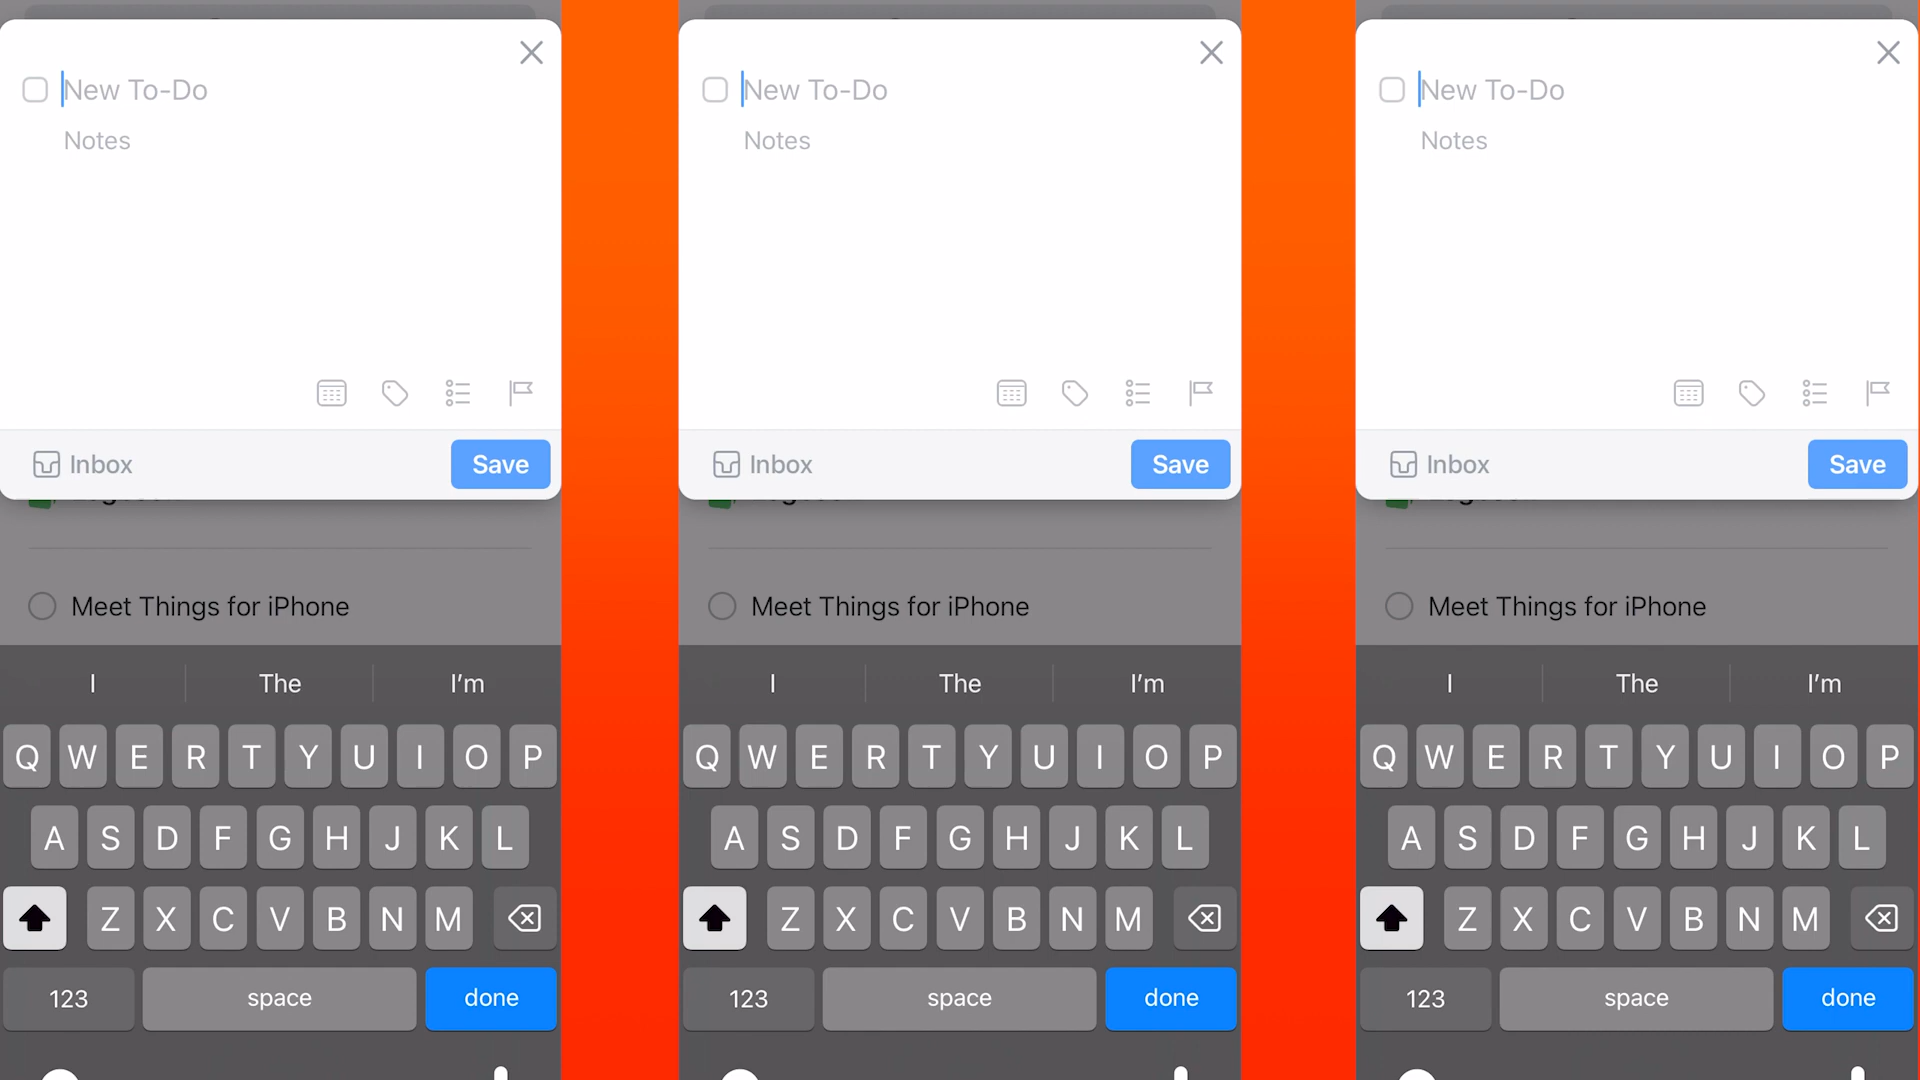 New To-Do
Notes
Inbox
Save
Meet Things for iPhone
I The I'm
Q W E R T Y U I O P
A S D F G H J K L
Z X C V B N M
123 space done
New To-Do
Notes
Inbox
Save
Meet Things for iPhone
I The I'm
Q W E R T Y U I O P
A S D F G H J K L
Z X C V B N M
123 space done
New To-Do
Notes
Inbox
Save
Meet Things for iPhone
I The I'm
Q W E R T Y U I O P
A S D F G H J K L
Z X C V B N M
123 space done